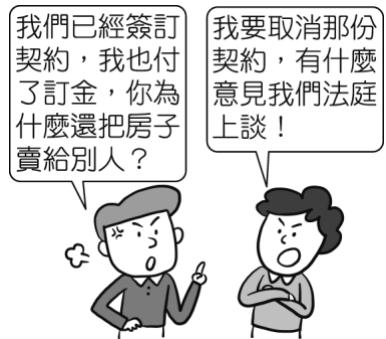 我們已經簽訂
契約，我也付
了訂金，你為
什麼還把房子
賣給別人？
我要取消那份
契約，有什麼
意見我們法庭
上談！